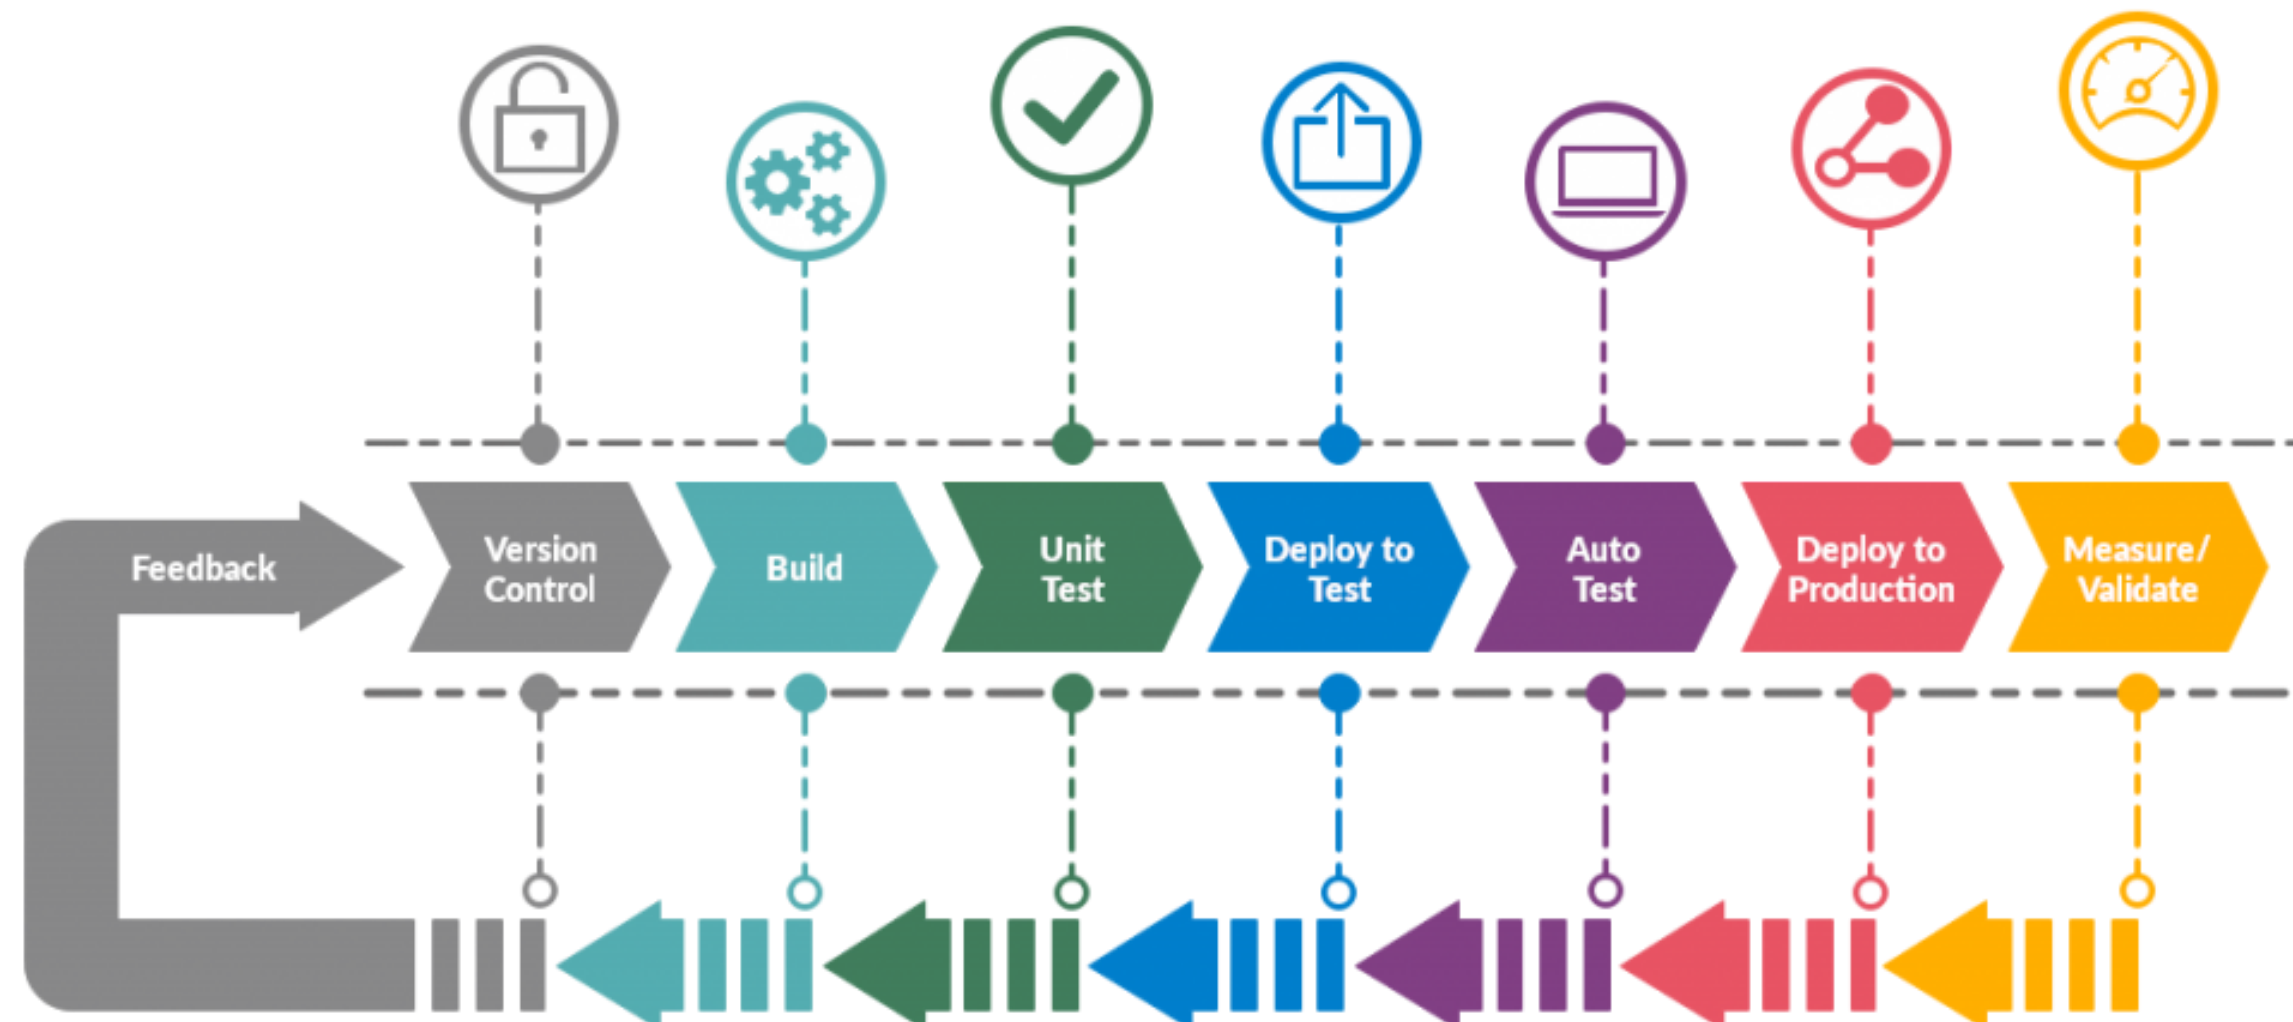 Feedback
Version
Control
Build
Unit
Test
Deploy to
Test
Auto
Test
Deploy to
Production
Measure/
Validate